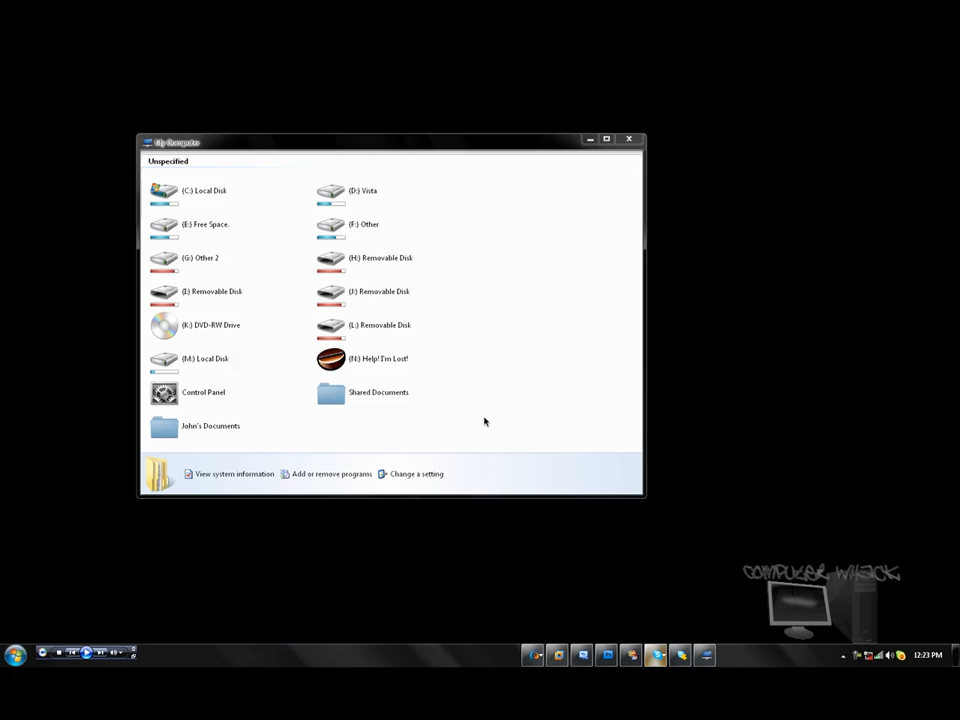 My Computer
Unspecified
(C:) Local Disk
(D:) Vista
(E:) Free Space.
(F:) Other
(G:) Other 2
(H:) Removable Disk
(I:) Removable Disk
(J:) Removable Disk
(K:) DVD-RW Drive
(L:) Removable Disk
(M:) Local Disk
(N:) Help! I'm Lost!
Control Panel
Shared Documents
John's Documents
View system information
Add or remove programs
Change a setting
COMPUTER WHACK
12:23 PM